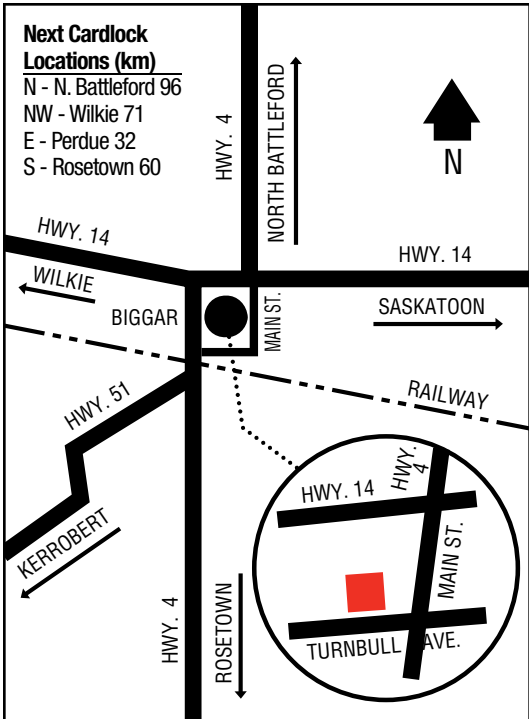 Next Cardlock
Locations (km)
N - N. Battleford 96
NW - Wilkie 71
E - Perdue 32
S - Rosetown 60
HWY. 4
NORTH BATTLEFORD
N
HWY. 14
HWY. 14
WILKIE
BIGGAR
MAIN ST.
SASKATOON
RAILWAY
HWY. 51
KERROBERT
HWY. 4
ROSETOWN
HWY. 14
HWY.
4
MAIN ST.
TURNBULL AVE.